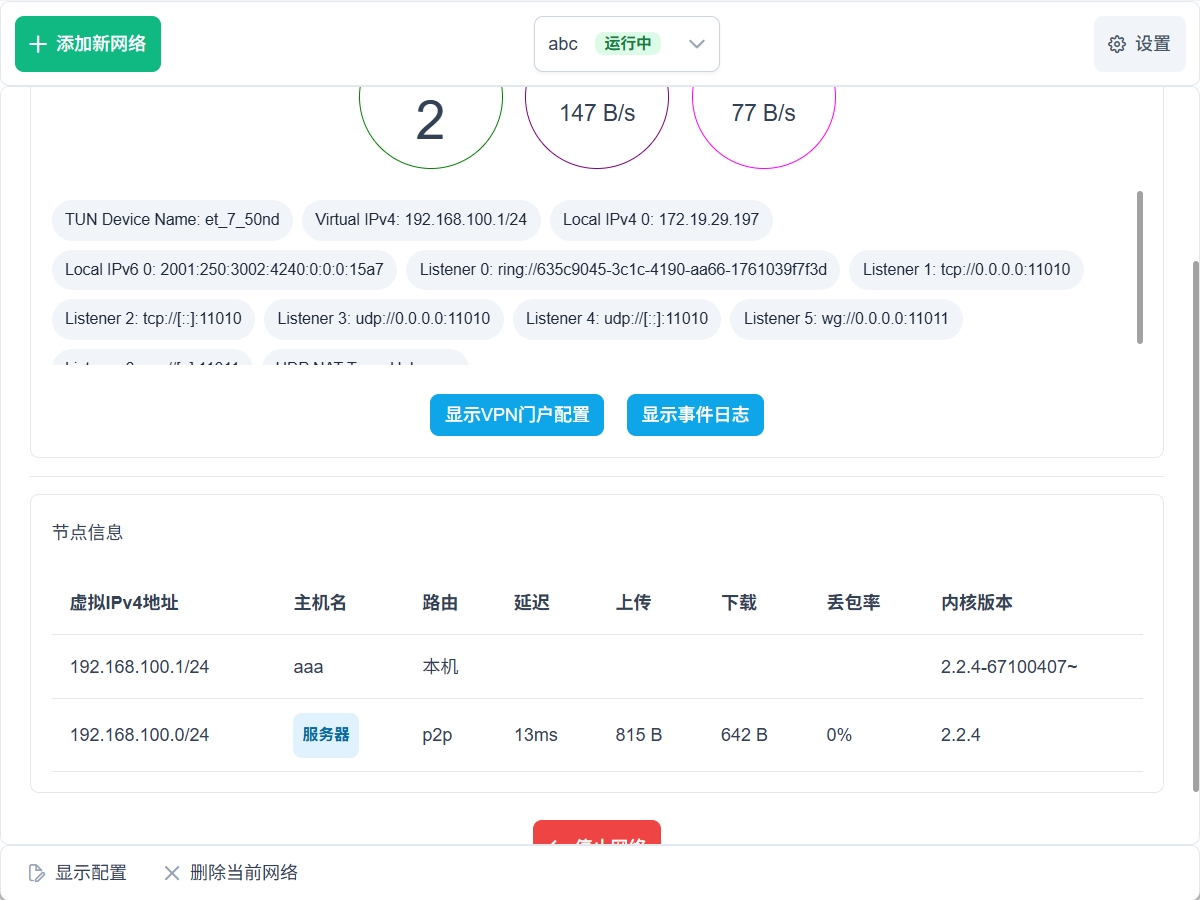 添加新网络
abc 运行中
设置
2 147 B/s 77 B/s
TUN Device Name: et_7_50nd Virtual IPv4: 192.168.100.1/24 Local IPv4 0: 172.19.29.197
Local IPv6 0: 2001:250:3002:4240:0:0:0:15a7 Listener 0: ring://635c9045-3c1c-4190-aa66-1761039f7f3d Listener 1: tcp://0.0.0.0:11010
Listener 2: tcp://[::]:11010 Listener 3: udp://0.0.0.0:11010 Listener 4: udp://[::]:11010 Listener 5: wg://0.0.0.0:11011
显示VPN门户配置 显示事件日志
节点信息
虚拟IPv4地址 主机名 路由 延迟 上传 下载 丢包率 内核版本
192.168.100.1/24 aaa 本机 2.2.4-67100407~
192.168.100.0/24 服务器 p2p 13ms 815 B 642 B 0% 2.2.4
停止网络
显示配置 删除当前网络